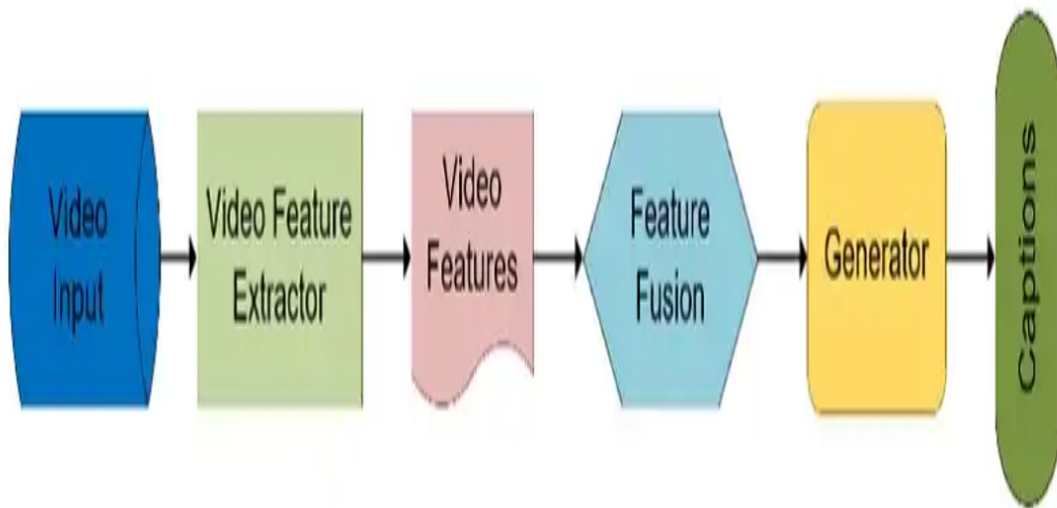 Video
Input
Video Feature
Extractor
Video
Features
Feature
Fusion
Generator
Captions